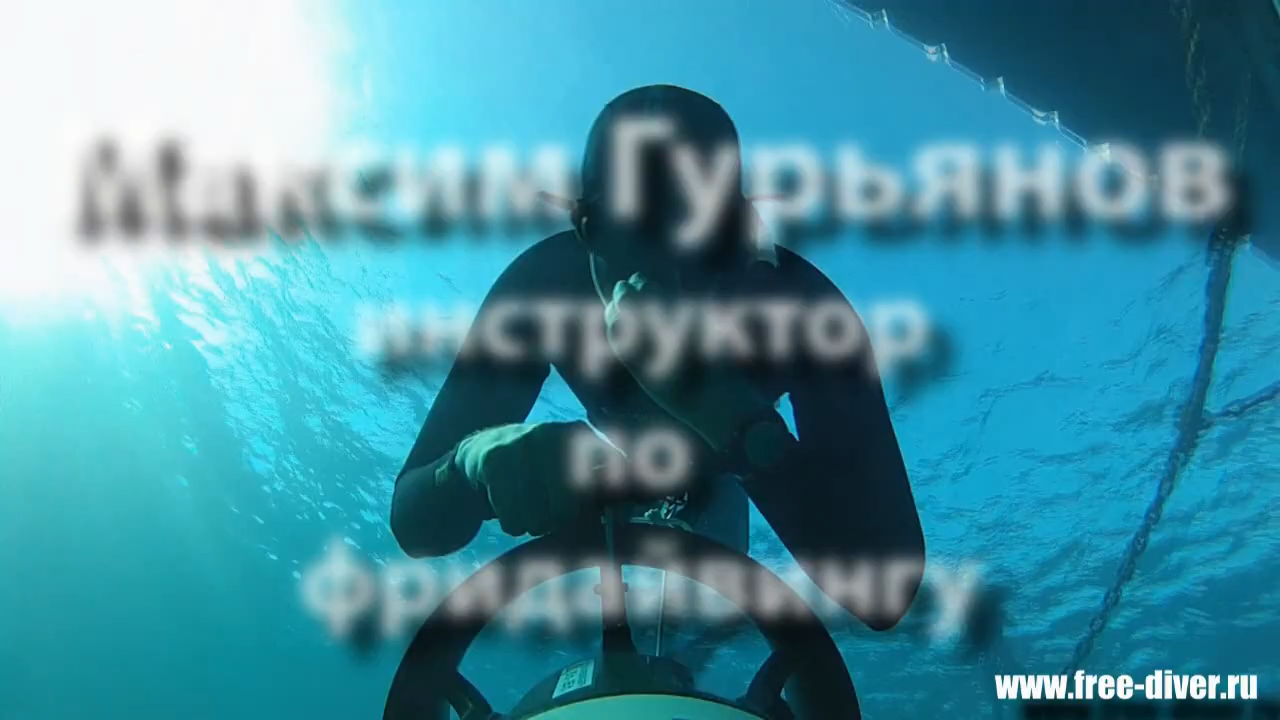 Максим Гурьянов
инструктор
по
фридайвингу
www.free-diver.ru